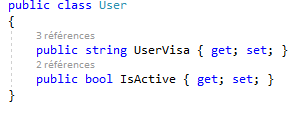 public class User
{
3 références
public string UserVisa { get; set; }
2 références
public bool IsActive { get; set; }
}